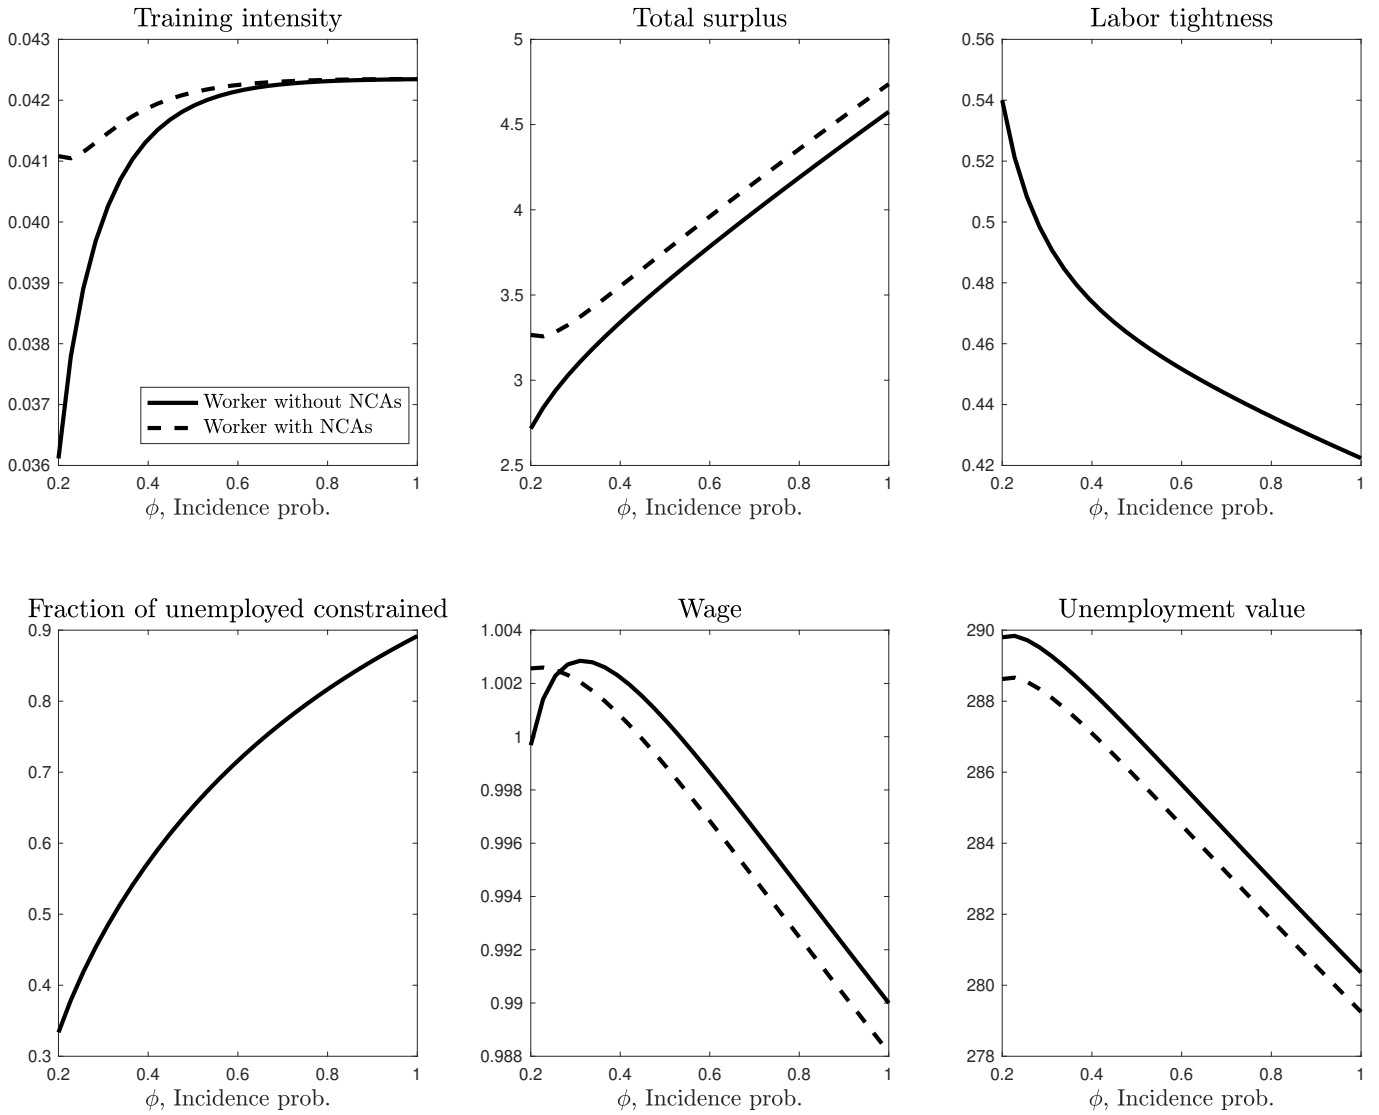 Training intensity
0.043
0.042
0.041
0.040
0.039
0.038
0.037
0.036
Worker without NCAs
Worker with NCAs
0.2 0.4 0.6 0.8 1
ϕ, Incidence prob.
Total surplus
5
4.5
4
3.5
3
2.5
0.2 0.4 0.6 0.8 1
ϕ, Incidence prob.
Labor tightness
0.56
0.54
0.52
0.5
0.48
0.46
0.44
0.42
0.2 0.4 0.6 0.8 1
ϕ, Incidence prob.
Fraction of unemployed constrained
0.9
0.8
0.7
0.6
0.5
0.4
0.3
0.2 0.4 0.6 0.8 1
ϕ, Incidence prob.
Wage
1.004
1.002
1
0.998
0.996
0.994
0.992
0.99
0.988
0.2 0.4 0.6 0.8 1
ϕ, Incidence prob.
Unemployment value
290
288
286
284
282
280
278
0.2 0.4 0.6 0.8 1
ϕ, Incidence prob.